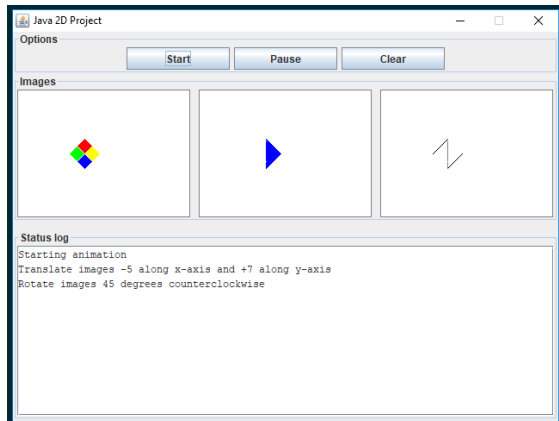 Java 2D Project
Options
Start Pause Clear
Images
Status log
Starting animation
Translate images -5 along x-axis and +7 along y-axis
Rotate images 45 degrees counterclockwise